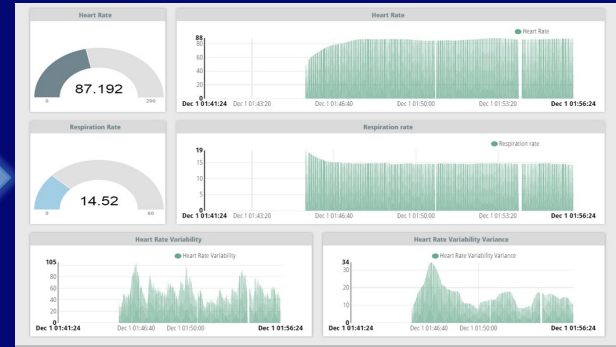 Heart Rate
87.192
0
200
Heart Rate
Heart Rate
88
80
60
40
20
0
Dec 1 01:41:24 Dec 1 01:43:20 Dec 1 01:46:40 Dec 1 01:50:00 Dec 1 01:53:20 Dec 1 01:56:24
Respiration Rate
14.52
0
60
Respiration rate
Respiration rate
19
15
10
5
0
Dec 1 01:41:24 Dec 1 01:43:20 Dec 1 01:46:40 Dec 1 01:50:00 Dec 1 01:53:20 Dec 1 01:56:24
Heart Rate Variability
Heart Rate Variability
105
80
60
40
20
0
Dec 1 01:41:24 Dec 1 01:46:40 Dec 1 01:50:00 Dec 1 01:56:24
Heart Rate Variability Variance
Heart Rate Variability Variance
34
30
20
10
0
Dec 1 01:41:24 Dec 1 01:46:40 Dec 1 01:50:00 Dec 1 01:56:24